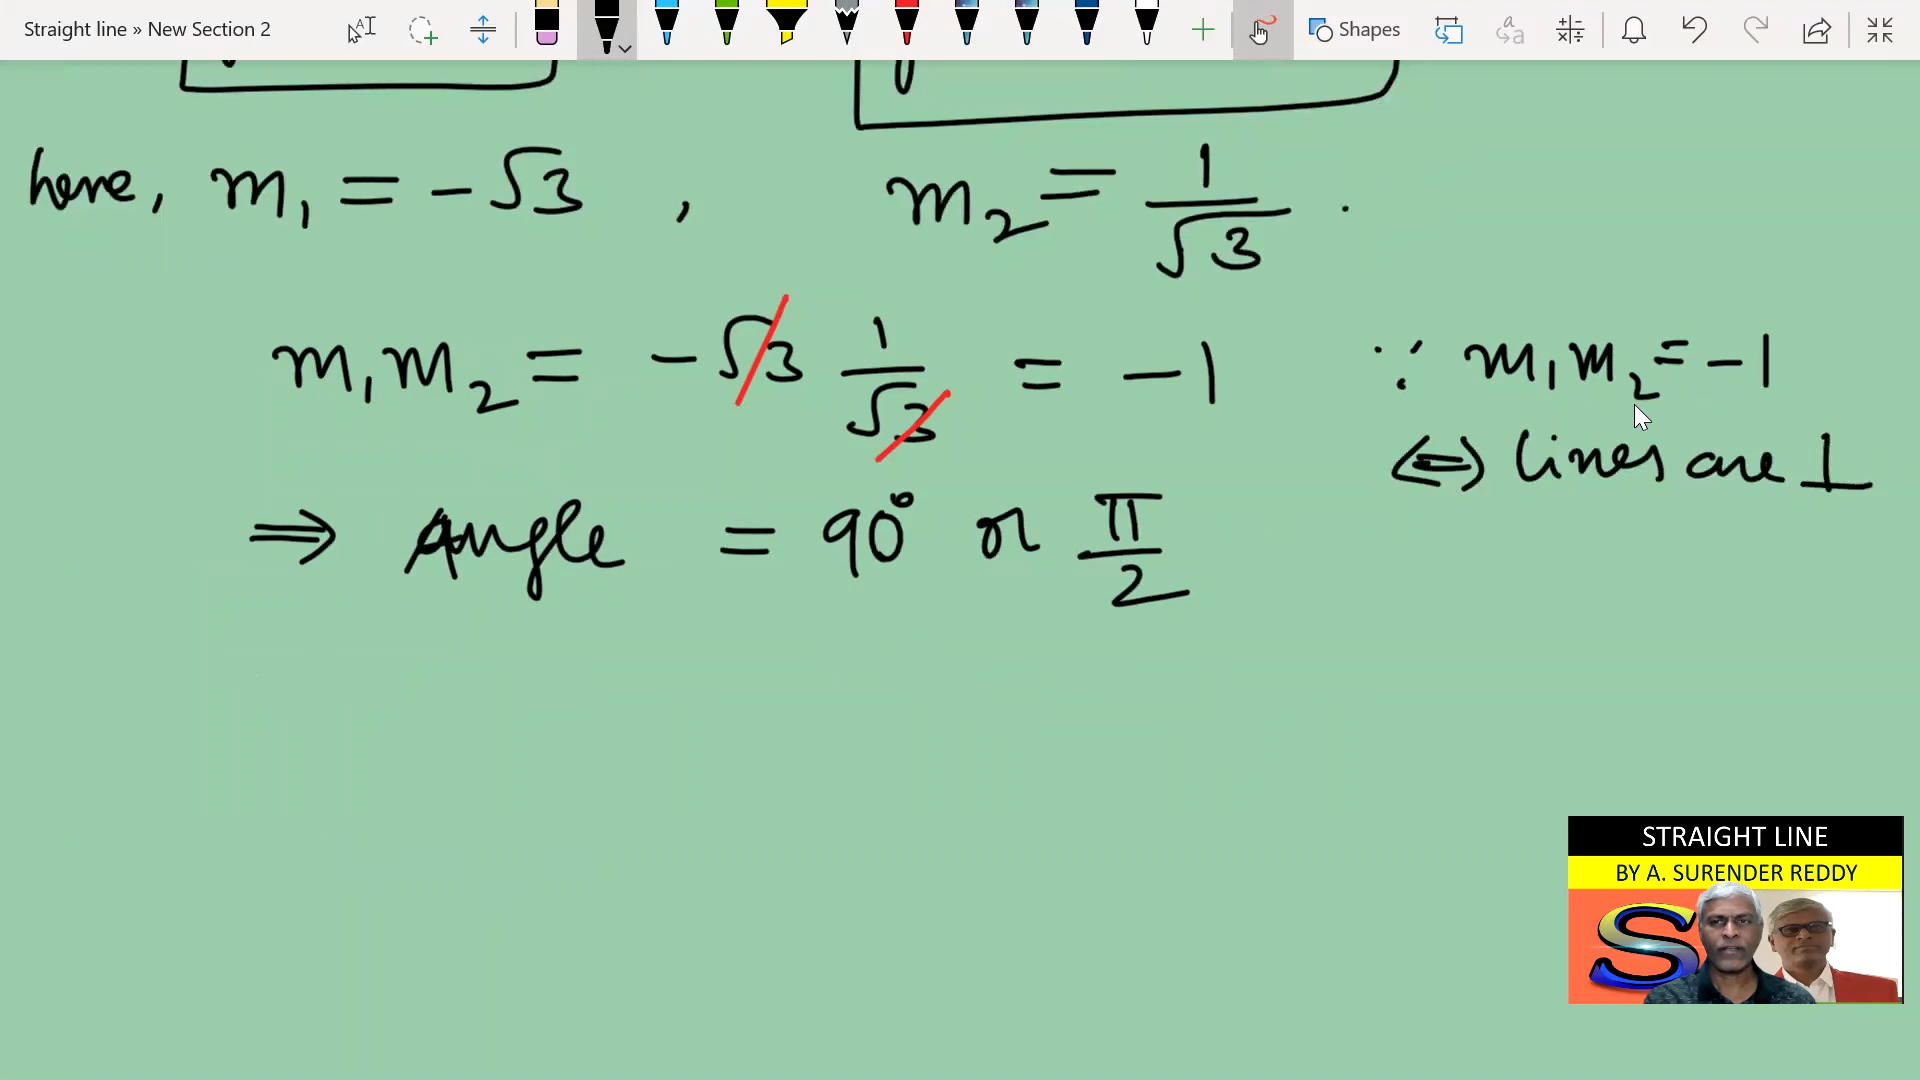 Straight line » New Section 2
Shapes
here, m₁ = -√3 , m₂ = 1/√3 .
m₁m₂ = -√3 1/√3 = -1 ∵ m₁m₂ = -1
⇔ lines are ⊥
⇒ Angle = 90° or π/2
STRAIGHT LINE
BY A. SURENDER REDDY
S